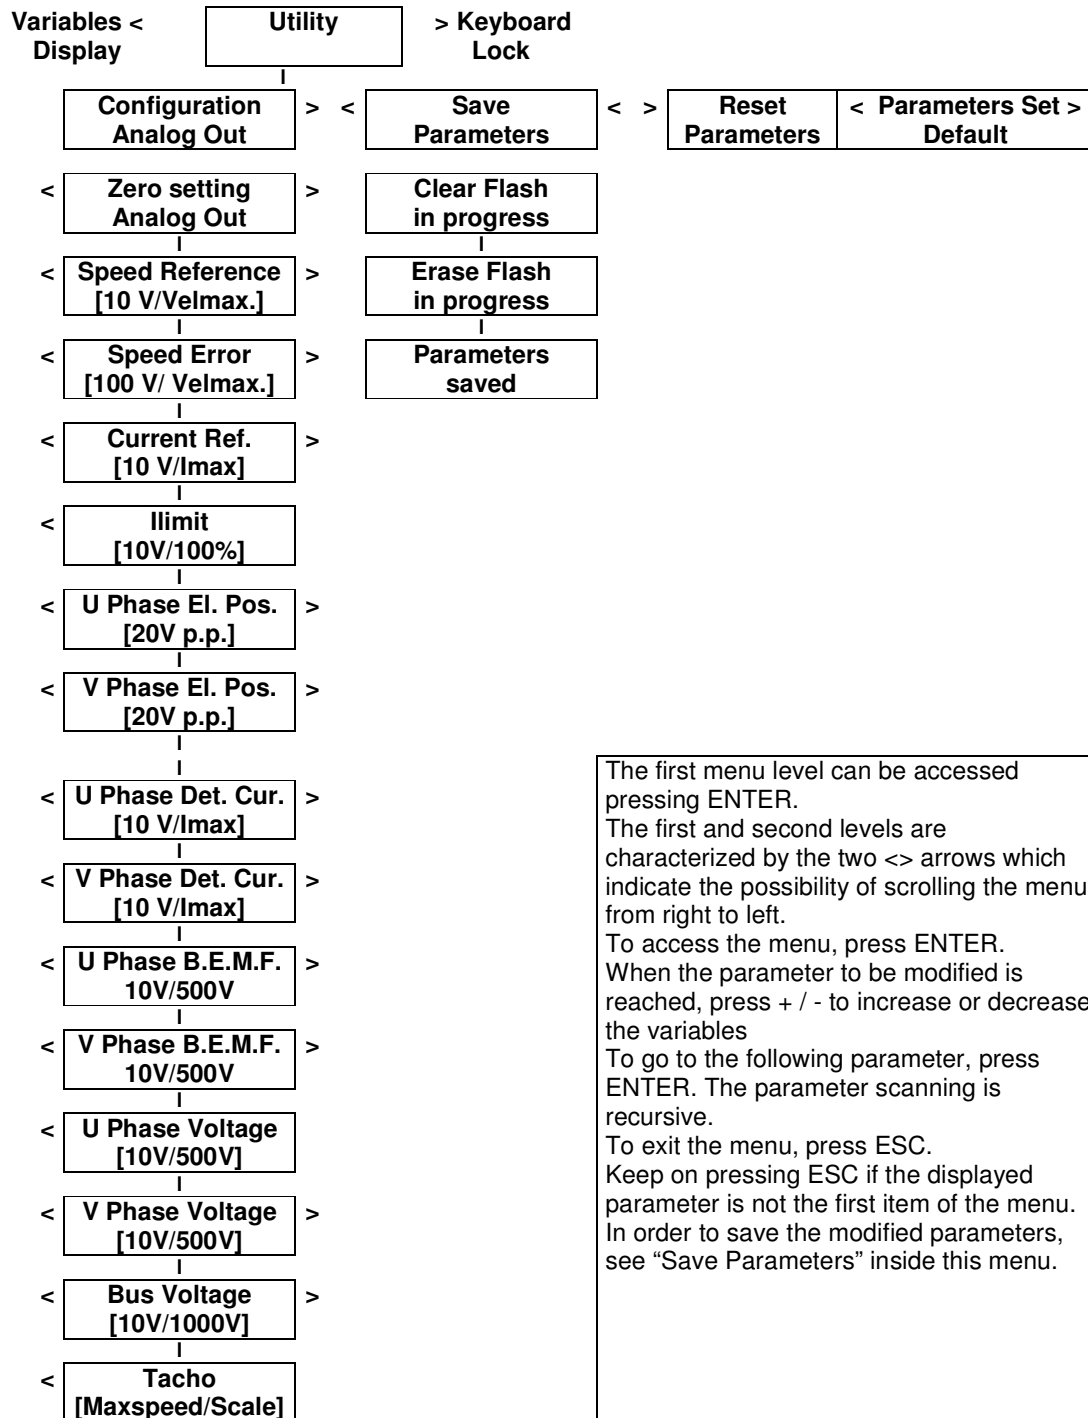 Variables < Utility > Keyboard
Display Lock
I
Configuration > < Save < > Reset < Parameters Set >
Analog Out Parameters Parameters Default
< Zero setting > Clear Flash
Analog Out in progress
I I
< Speed Reference > Erase Flash
[10 V/Velmax.] in progress
I I
< Speed Error > Parameters
[100 V/ Velmax.] saved
I
< Current Ref. >
[10 V/Imax]
I
< Ilimit
[10V/100%]
I
< U Phase El. Pos. >
[20V p.p.]
I
< V Phase El. Pos. >
[20V p.p.]
I
I
< U Phase Det. Cur. >
[10 V/Imax]
I
< V Phase Det. Cur. >
[10 V/Imax]
I
< U Phase B.E.M.F. >
10V/500V
I
< V Phase B.E.M.F. >
10V/500V
I
< U Phase Voltage
[10V/500V]
I
< V Phase Voltage >
[10V/500V]
I
< Bus Voltage >
[10V/1000V]
I
< Tacho
[Maxspeed/Scale]
The first menu level can be accessed
pressing ENTER.
The first and second levels are
characterized by the two <> arrows which
indicate the possibility of scrolling the menu
from right to left.
To access the menu, press ENTER.
When the parameter to be modified is
reached, press + / - to increase or decrease
the variables
To go to the following parameter, press
ENTER. The parameter scanning is
recursive.
To exit the menu, press ESC.
Keep on pressing ESC if the displayed
parameter is not the first item of the menu.
In order to save the modified parameters,
see “Save Parameters” inside this menu.